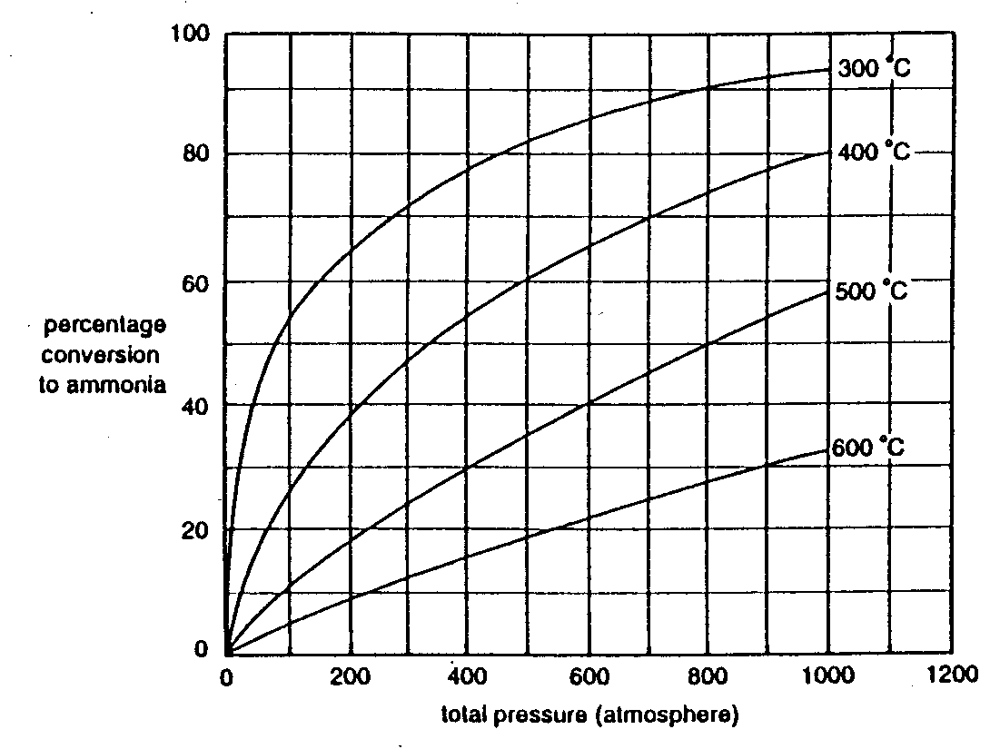 100
300 °C
80
400 °C
60
500 °C
percentage
conversion
to ammonia
40
600 °C
20
0
0 200 400 600 800 1000 1200
total pressure (atmosphere)